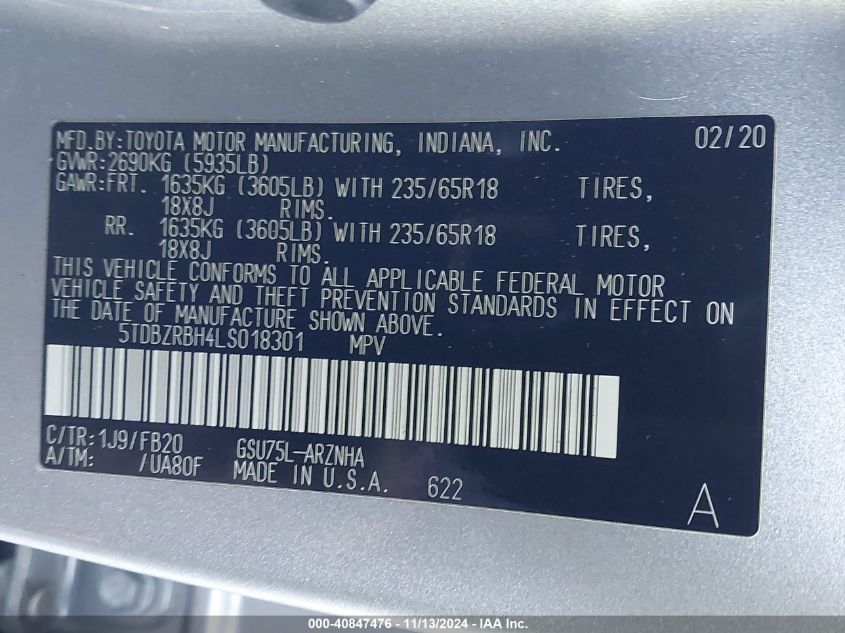 MFD.BY:TOYOTA MOTOR MANUFACTURING, INDIANA, INC. 02/20
GVWR:2690KG (5935LB)
GAWR:FRT. 1635KG (3605LB) WITH 235/65R18 TIRES,
18X8J RIMS.
RR. 1635KG (3605LB) WITH 235/65R18 TIRES,
18X8J RIMS.
THIS VEHICLE CONFORMS TO ALL APPLICABLE FEDERAL MOTOR
VEHICLE SAFETY AND THEFT PREVENTION STANDARDS IN EFFECT ON
THE DATE OF MANUFACTURE SHOWN ABOVE.
5TDBZRBH4LS018301 MPV
C/TR:1J9/FB20 GSU75L-ARZNHA
A/TM: /UA80F MADE IN U.S.A. 622
A
000-40847476 - 11/13/2024 - IAA Inc.